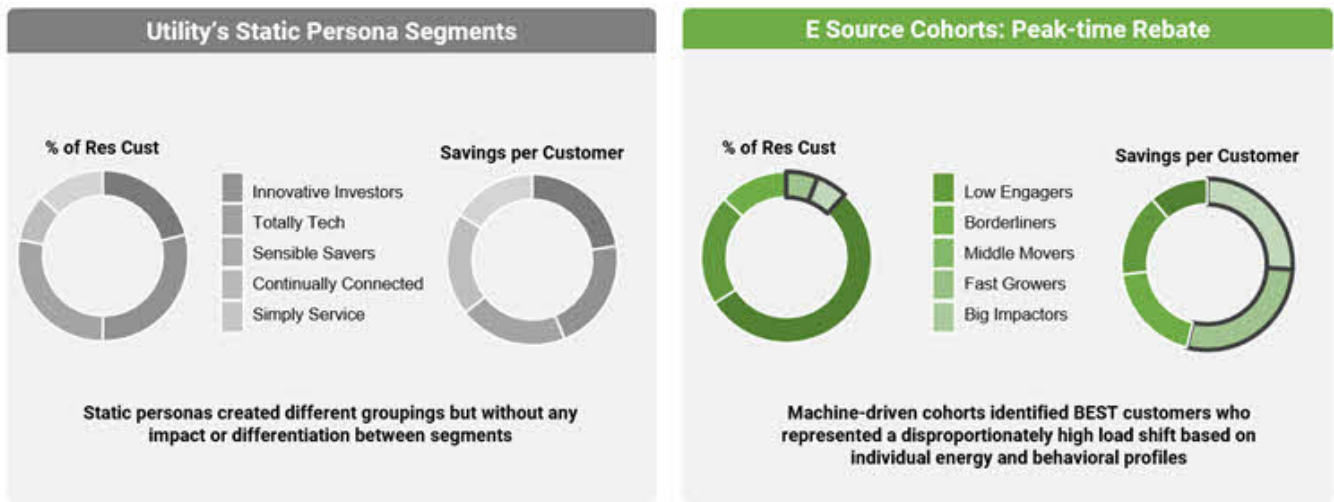 Utility's Static Persona Segments
% of Res Cust
Savings per Customer
Innovative Investors
Totally Tech
Sensible Savers
Continually Connected
Simply Service
Static personas created different groupings but without any
impact or differentiation between segments
E Source Cohorts: Peak-time Rebate
% of Res Cust
Savings per Customer
Low Engagers
Borderliners
Middle Movers
Fast Growers
Big Impactors
Machine-driven cohorts identified BEST customers who
represented a disproportionately high load shift based on
individual energy and behavioral profiles